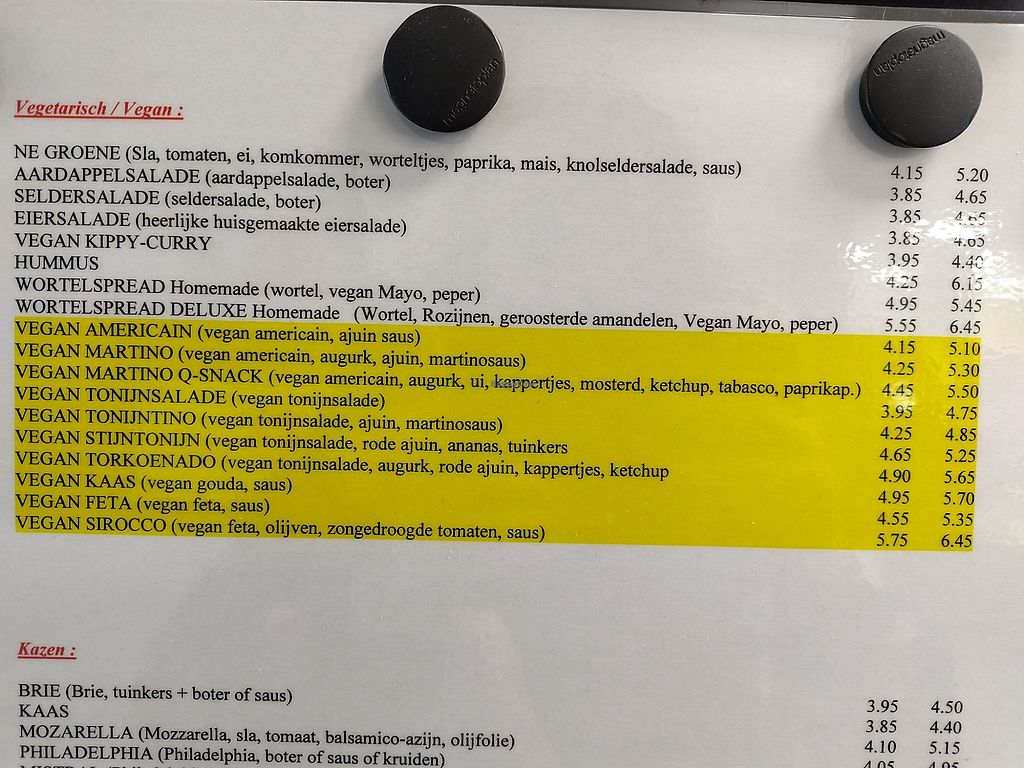 magnetoplan
magnetoplan
Vegetarisch / Vegan :
NE GROENE (Sla, tomaten, ei, komkommer, worteltjes, paprika, mais, knolseldersalade, saus) 4.15 5.20
AARDAPPELSALADE (aardappelsalade, boter) 3.85 4.65
SELDERSALADE (seldersalade, boter) 3.85 4.65
EIERSALADE (heerlijke huisgemaakte eiersalade) 3.85 4.65
VEGAN KIPPY-CURRY 3.95 4.40
HUMMUS 4.25 6.15
WORTELSPREAD Homemade (wortel, vegan Mayo, peper) 4.95 5.45
WORTELSPREAD DELUXE Homemade (Wortel, Rozijnen, geroosterde amandelen, Vegan Mayo, peper) 5.55 6.45
VEGAN AMERICAIN (vegan americain, ajuin saus) 4.15 5.10
VEGAN MARTINO (vegan americain, augurk, ajuin, martinosaus) 4.25 5.30
VEGAN MARTINO Q-SNACK (vegan americain, augurk, ui, kappertjes, mosterd, ketchup, tabasco, paprikap.) 4.45 5.50
VEGAN TONIJNSALADE (vegan tonijnsalade) 3.95 4.75
VEGAN TONIJNTINO (vegan tonijnsalade, ajuin, martinosaus) 4.25 4.85
VEGAN STIJNTONIJN (vegan tonijnsalade, rode ajuin, ananas, tuinkers 4.65 5.25
VEGAN TORKOENADO (vegan tonijnsalade, augurk, rode ajuin, kappertjes, ketchup 4.90 5.65
VEGAN KAAS (vegan gouda, saus) 4.95 5.70
VEGAN FETA (vegan feta, saus) 4.55 5.35
VEGAN SIROCCO (vegan feta, olijven, zongedroogde tomaten, saus) 5.75 6.45
Kazen :
BRIE (Brie, tuinkers + boter of saus) 3.95 4.50
KAAS 3.85 4.40
MOZARELLA (Mozzarella, sla, tomaat, balsamico-azijn, olijfolie) 4.10 5.15
PHILADELPHIA (Philadelphia, boter of saus of kruiden) 4.05 4.95